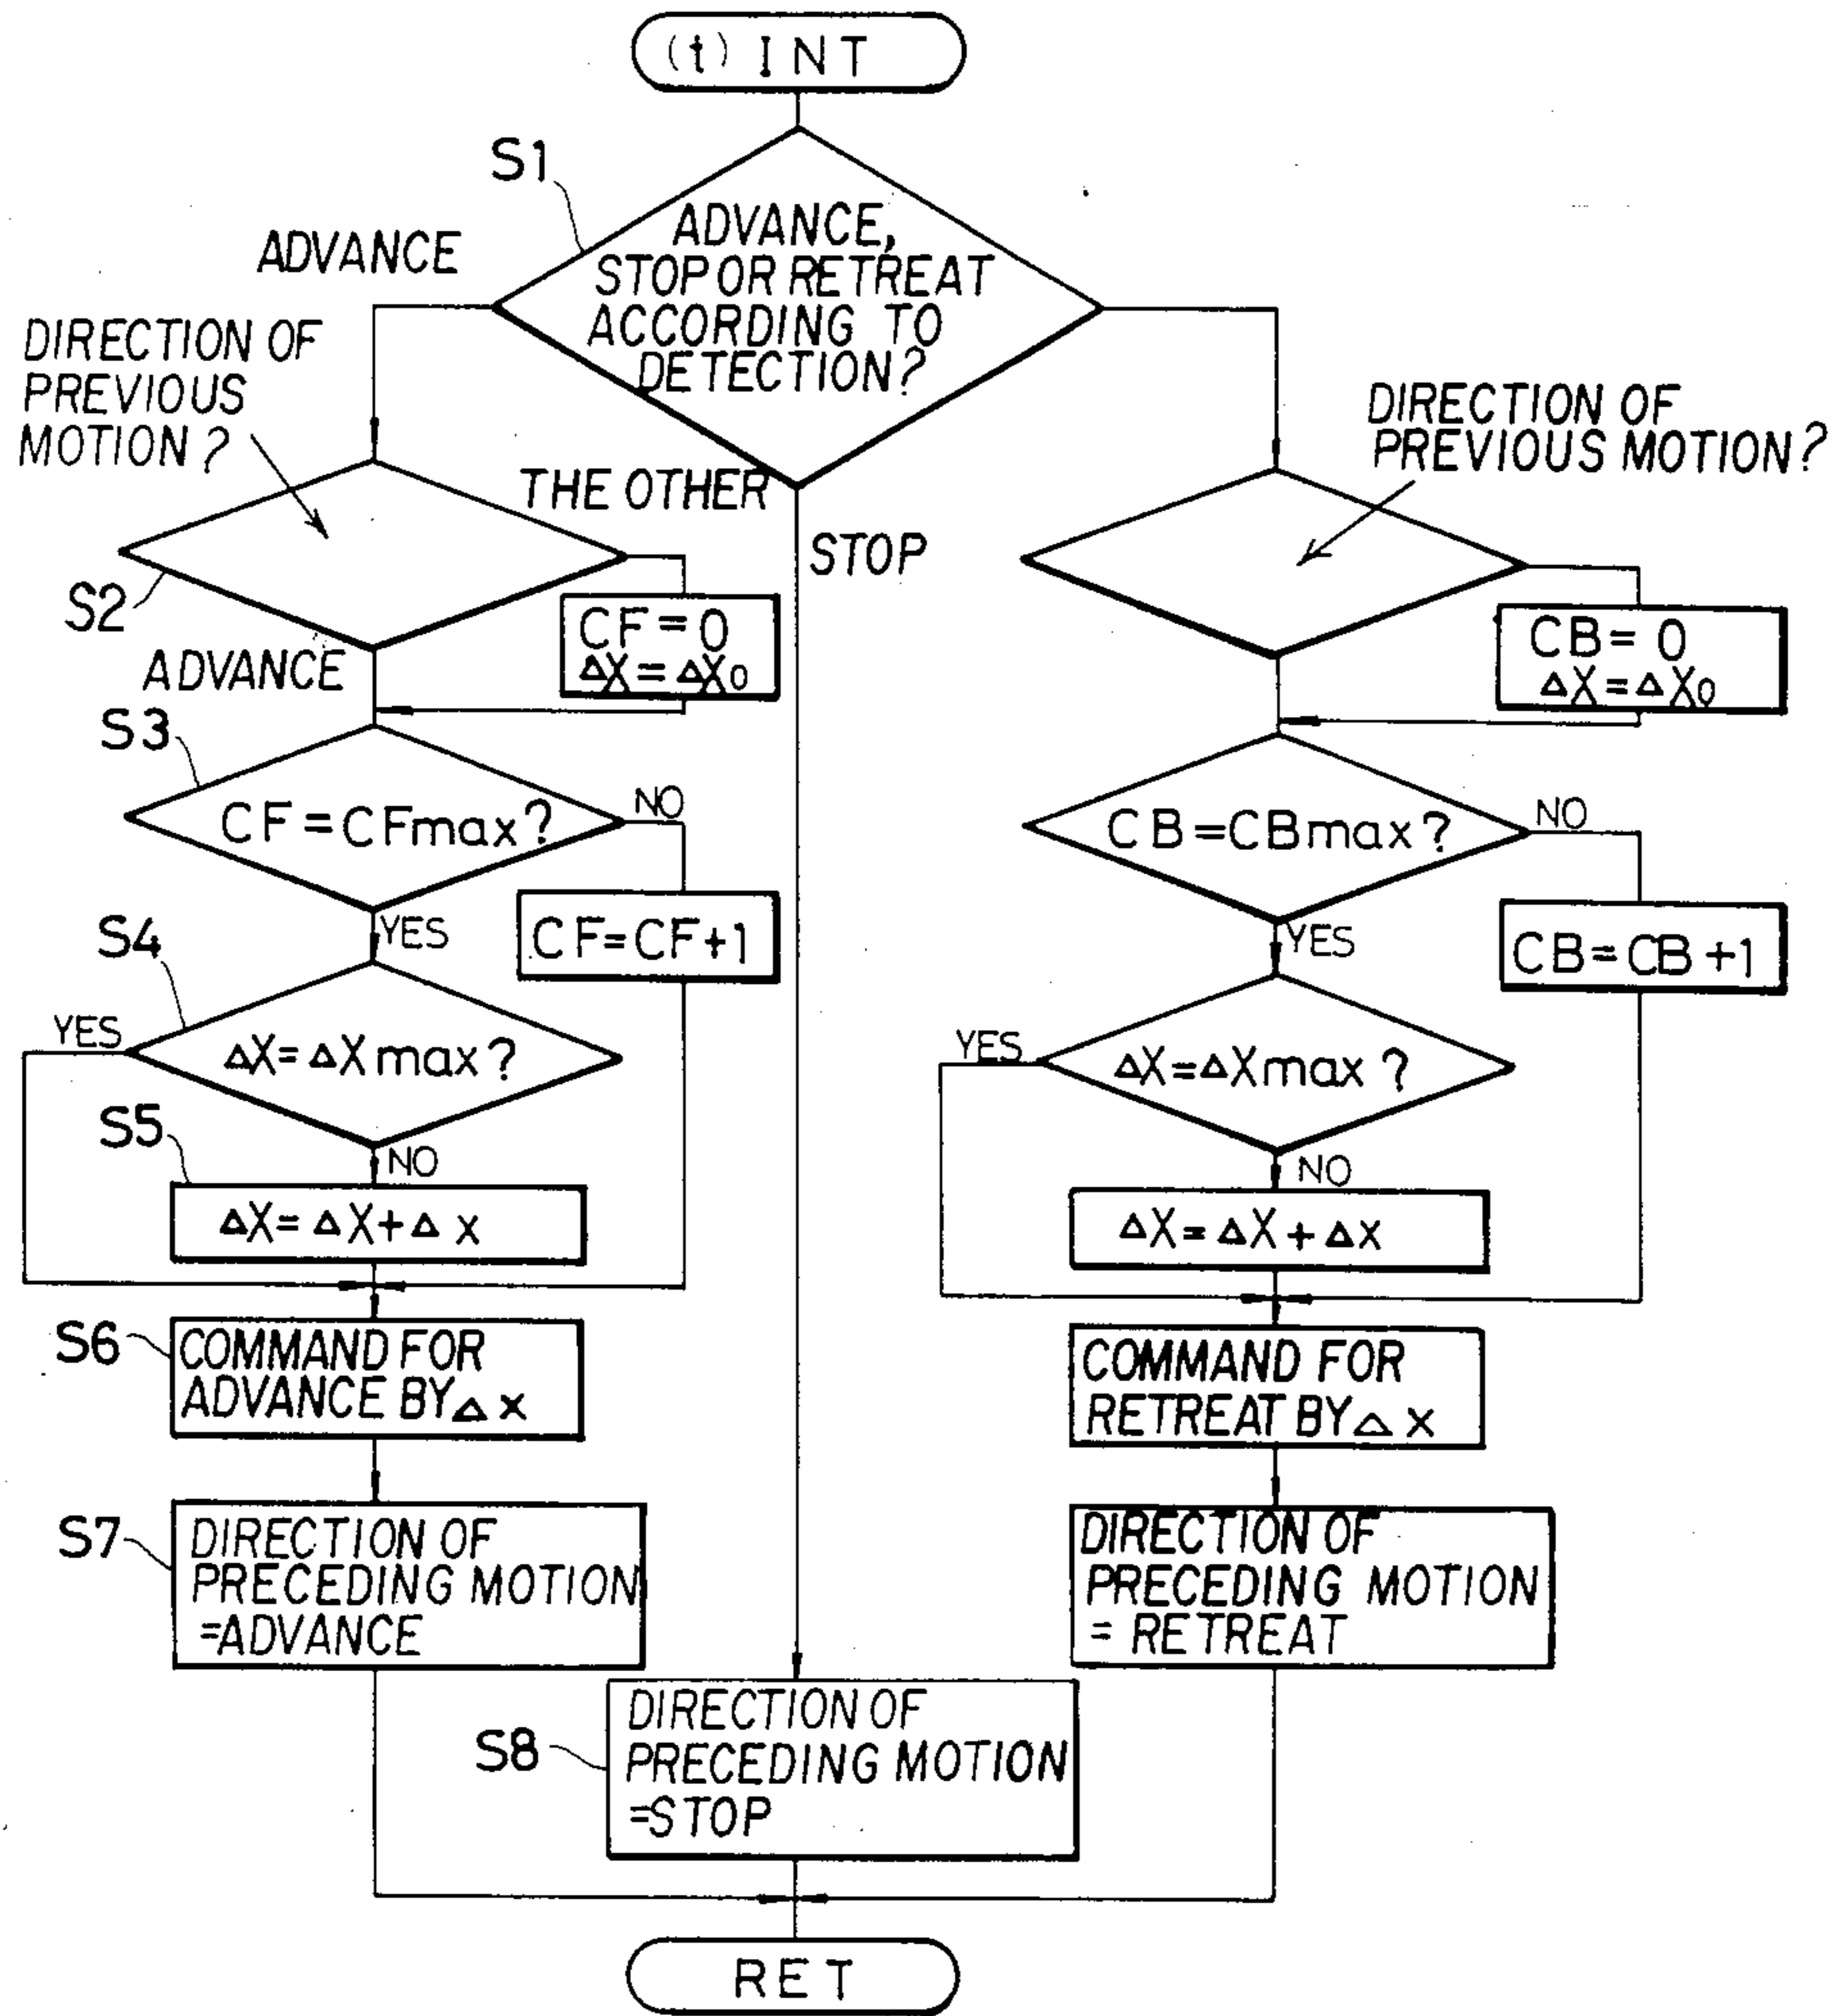 (t) INT
S1
ADVANCE,
STOP OR RETREAT
ACCORDING TO
DETECTION?
ADVANCE
DIRECTION OF
PREVIOUS
MOTION?
THE OTHER
STOP
S2
CF=0
ΔX=ΔX0
ADVANCE
S3
CF=CFmax?
NO
YES
CF=CF+1
S4
YES
ΔX=ΔXmax?
S5
NO
ΔX=ΔX+Δx
S6
COMMAND FOR
ADVANCE BY Δx
S7
DIRECTION OF
PRECEDING MOTION
=ADVANCE
S8
DIRECTION OF
PRECEDING MOTION
=STOP
DIRECTION OF
PREVIOUS MOTION?
CB=0
ΔX=ΔX0
CB=CBmax?
NO
YES
CB=CB+1
YES
ΔX=ΔXmax?
NO
ΔX=ΔX+Δx
COMMAND FOR
RETREAT BY Δx
DIRECTION OF
PRECEDING MOTION
= RETREAT
RET